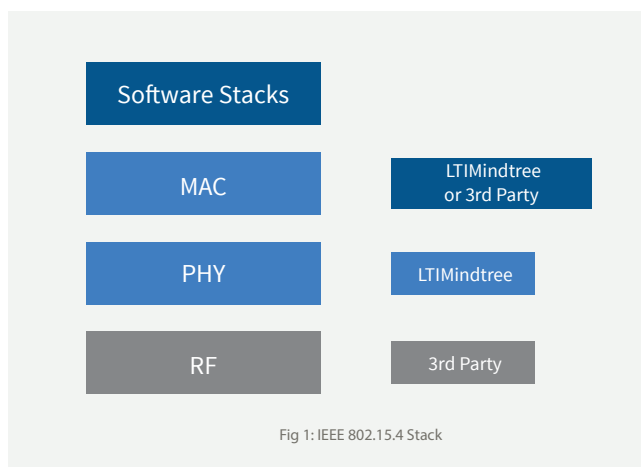 Software Stacks
MAC
LTIMindtree
or 3rd Party
PHY
LTIMindtree
RF
3rd Party
Fig 1: IEEE 802.15.4 Stack